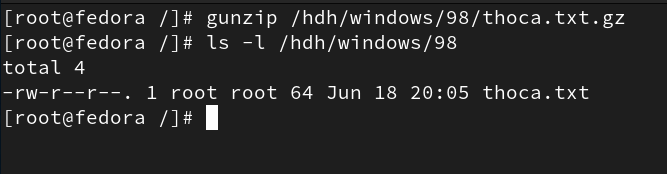 [root@fedora /]# gunzip /hdh/windows/98/thoca.txt.gz
[root@fedora /]# ls -l /hdh/windows/98
total 4
-rw-r--r--. 1 root root 64 Jun 18 20:05 thoca.txt
[root@fedora /]#